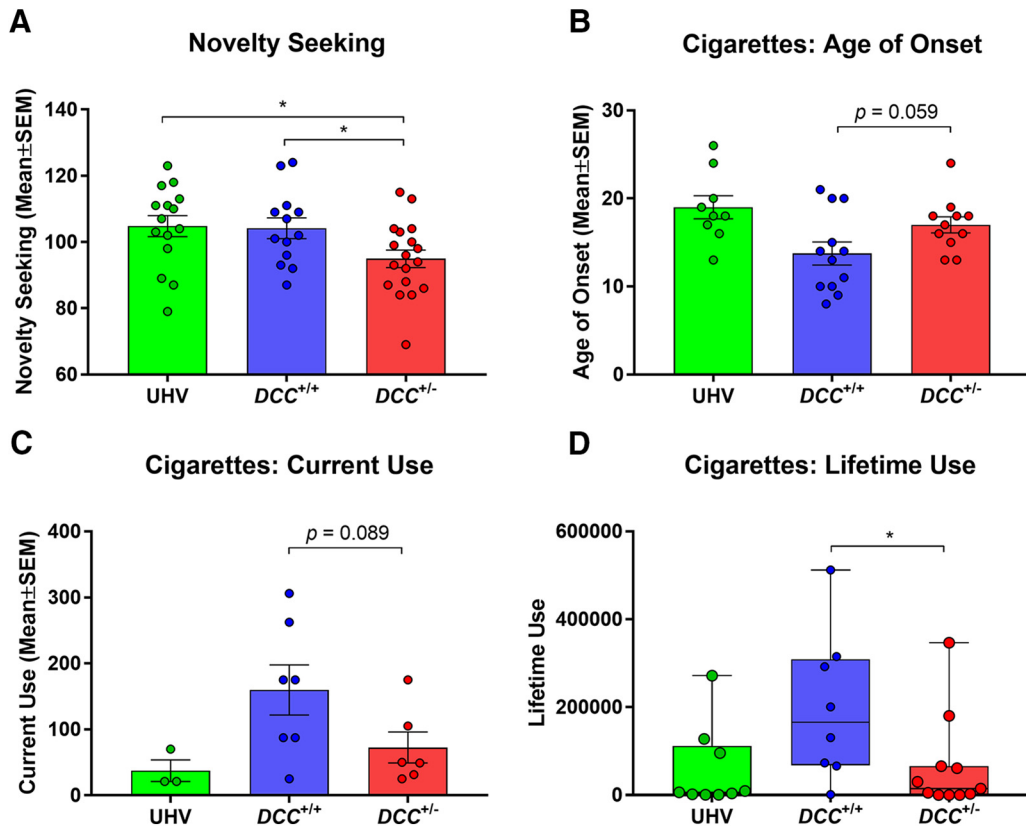 A
Novelty Seeking
Novelty Seeking (Mean±SEM)
140
120
100
80
60
*
*
UHV
DCC+/+
DCC+/-
B
Cigarettes: Age of Onset
Age of Onset (Mean±SEM)
30
20
10
0
p = 0.059
UHV
DCC+/+
DCC+/-
C
Cigarettes: Current Use
Current Use (Mean±SEM)
400
300
200
100
0
p = 0.089
UHV
DCC+/+
DCC+/-
D
Cigarettes: Lifetime Use
Lifetime Use
600000
400000
200000
0
*
UHV
DCC+/+
DCC+/-